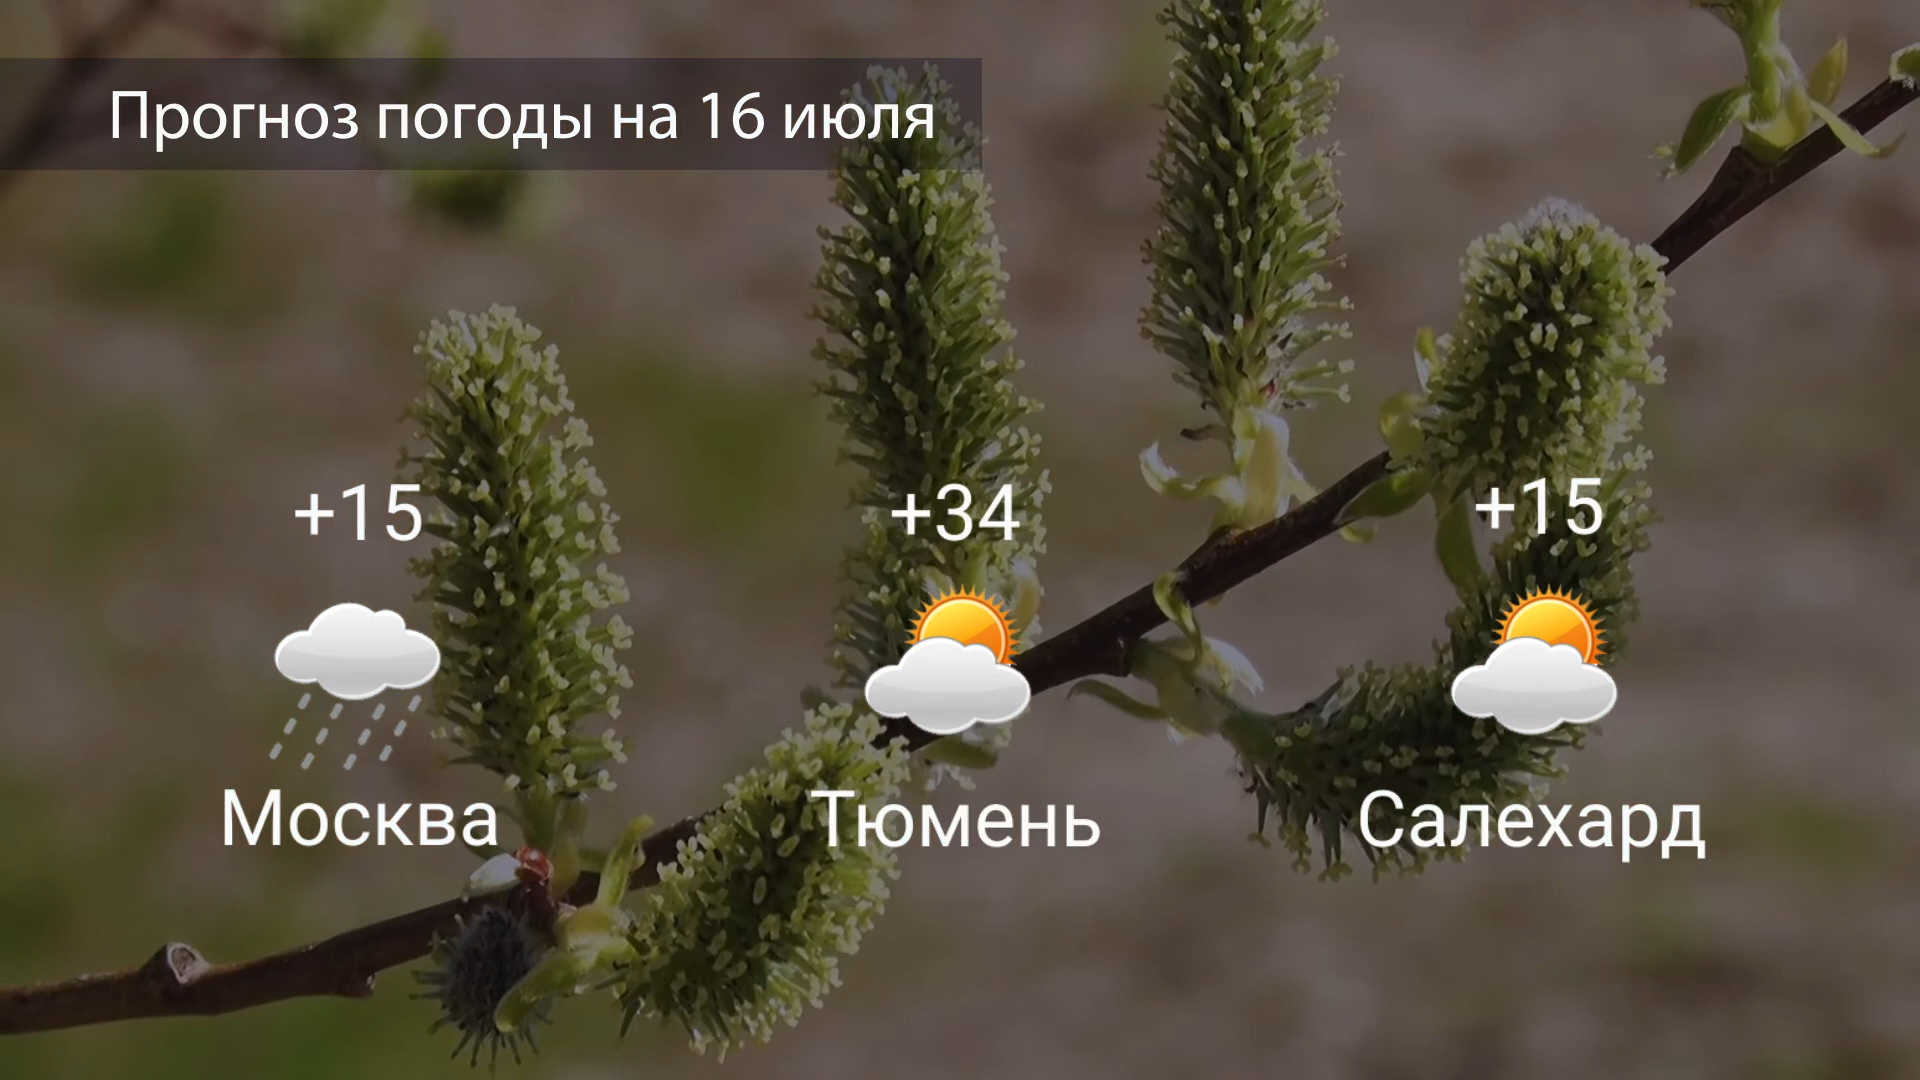 Прогноз погоды на 16 июля
+15 +34 +15
Москва Тюмень Салехард